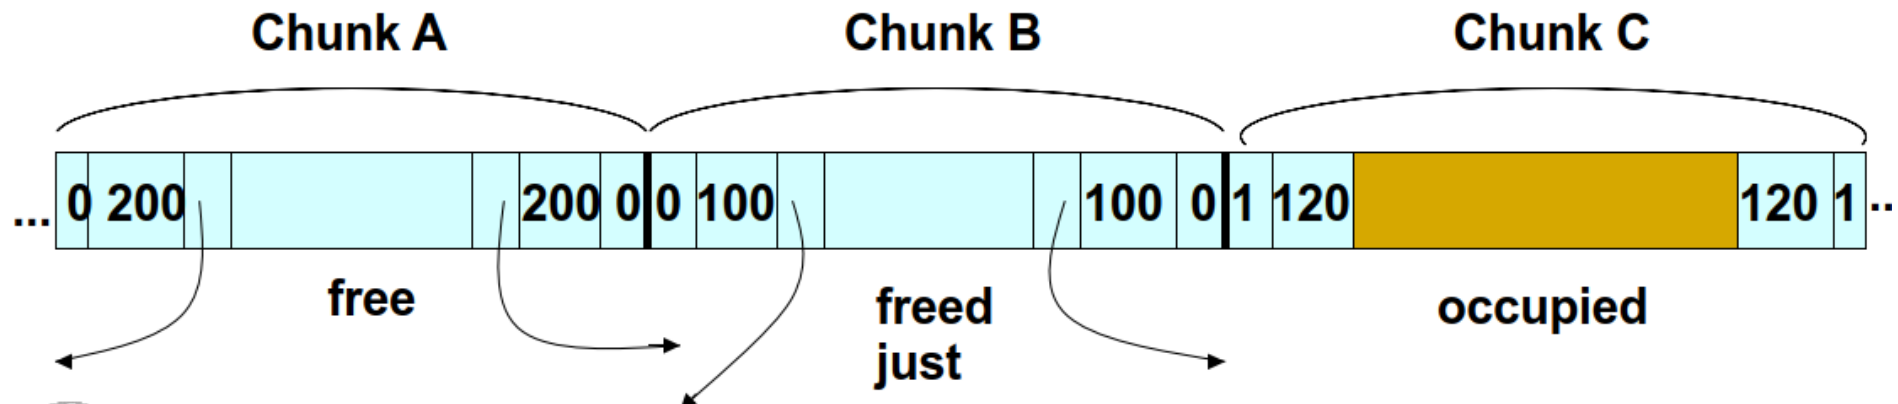 Chunk A Chunk B Chunk C
... 0 200 200 0 0 100 100 0 1 120 120 1 ..
free freed occupied
just